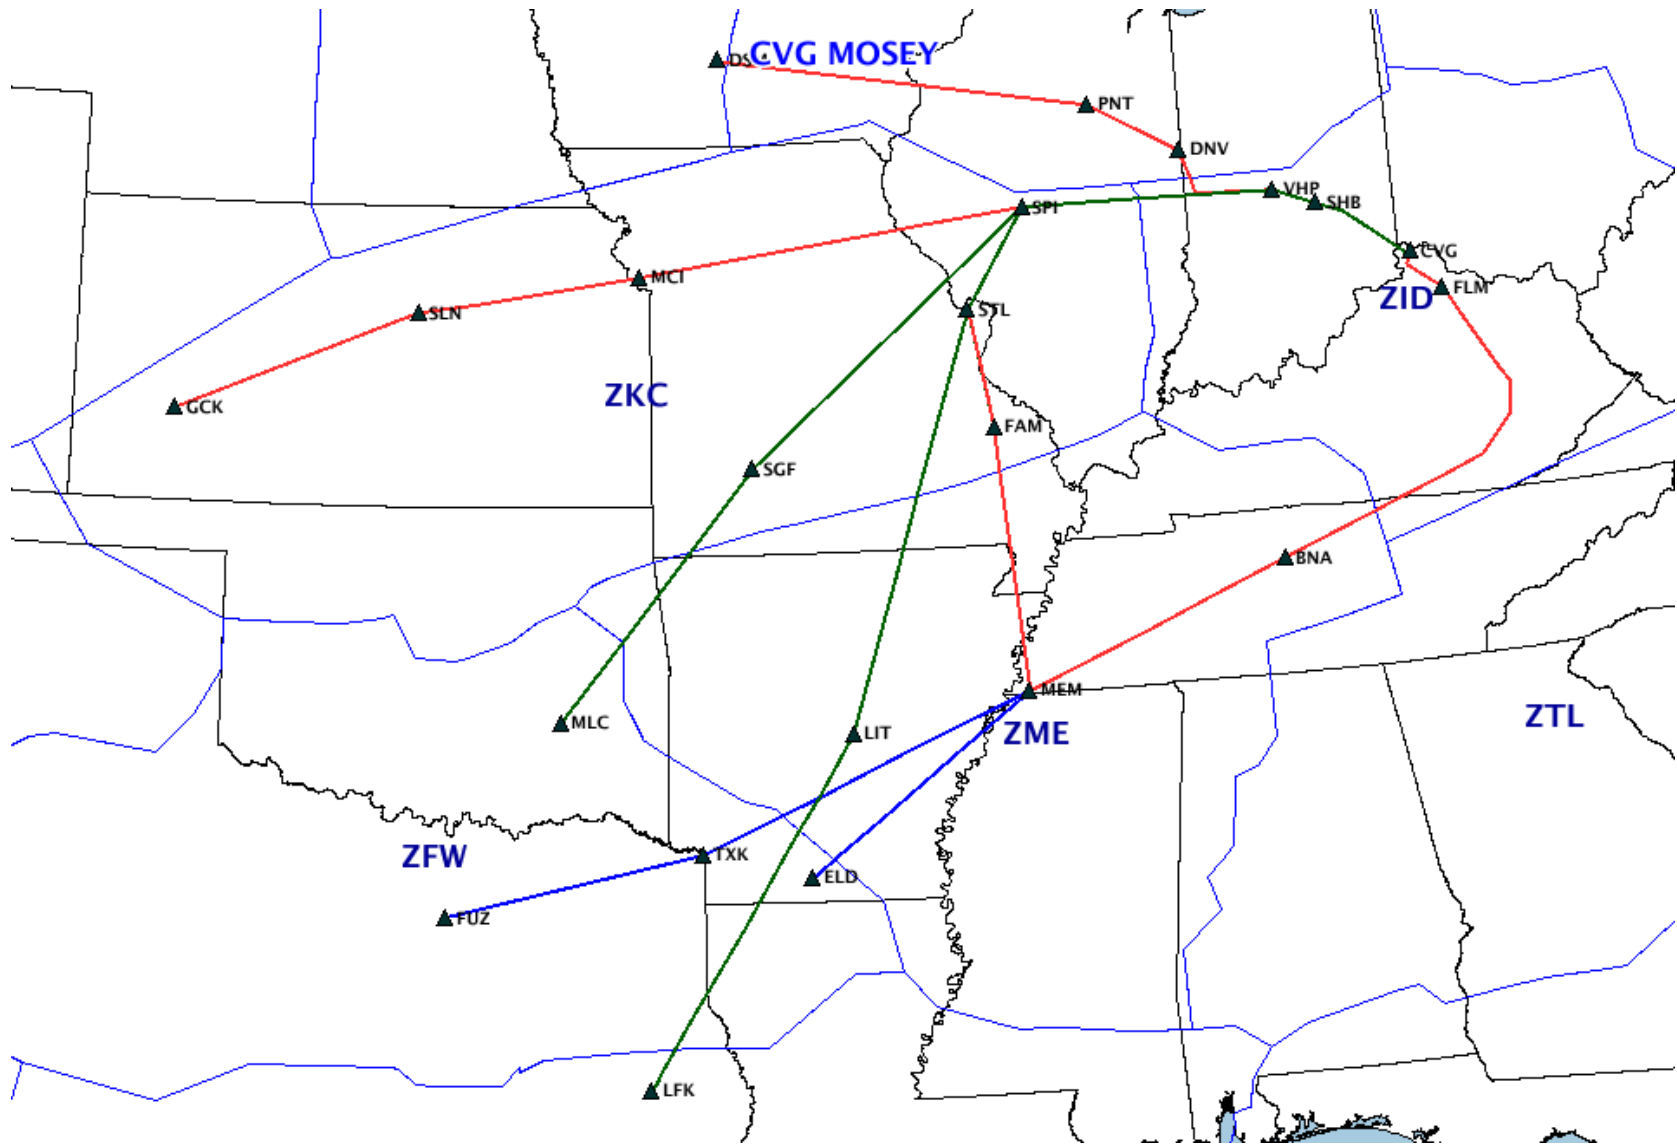 CVG MOSEY
PNT
DNV
VHP
SHB
SPI
CVG
MCI
FLM
ZID
STL
SLN
ZKC
GCK
FAM
SGF
BNA
MEM
ZTL
MLC
LIT
ZME
ZFW
TXK
ELD
FUZ
LFK